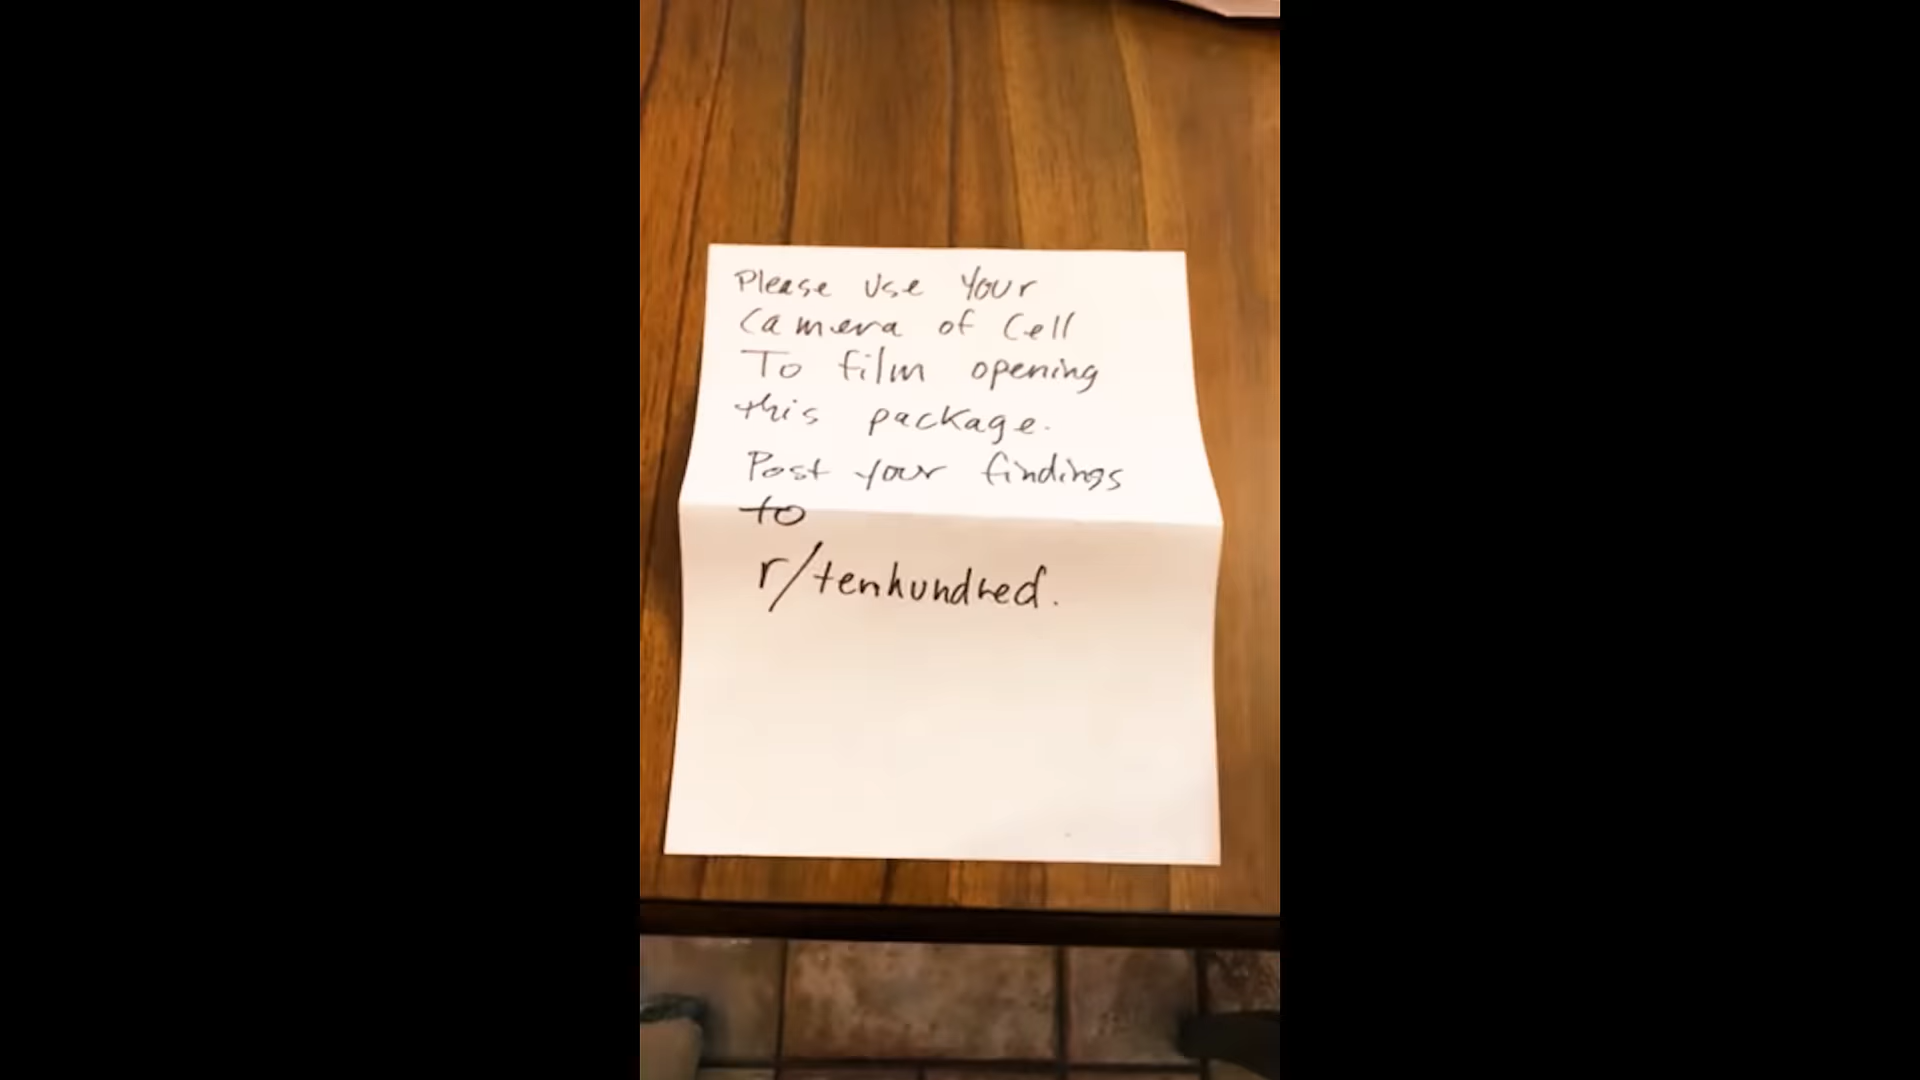 Please Use Your
Camera of Cell
To film opening
this package.
Post your findings
to
r/tenhundred.